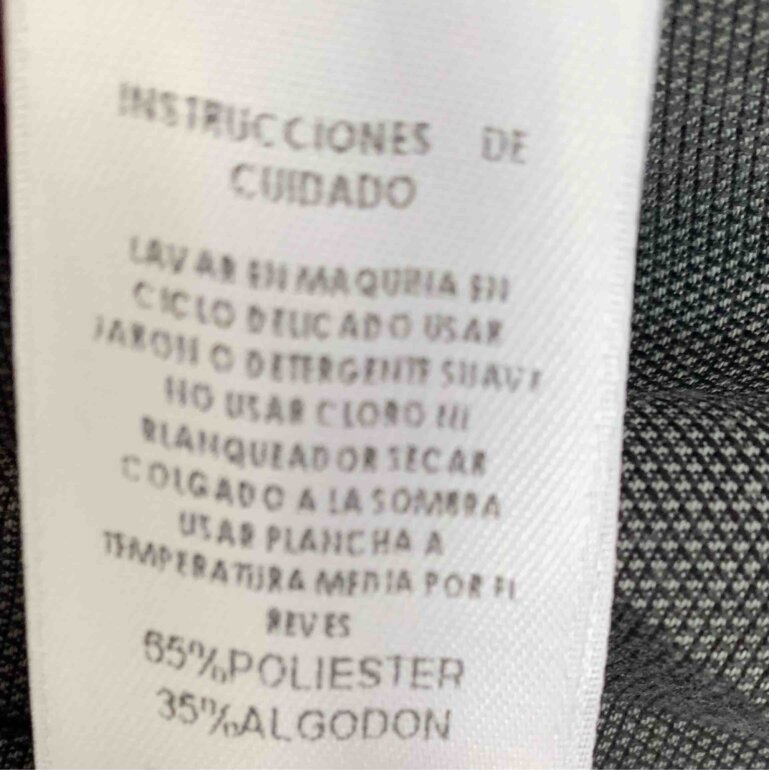 INSTRUCCIONES DE
CUIDADO
LAVAR EN MAQUINA EN
CICLO DELICADO USAR
JABON O DETERGENTE SUAVE
NO USAR CLORO NI
BLANQUEADOR SECAR
COLGADO A LA SOMBRA
USAR PLANCHA A
TEMPERATURA MEDIA POR EL
REVES
65%POLIESTER
35%ALGODON